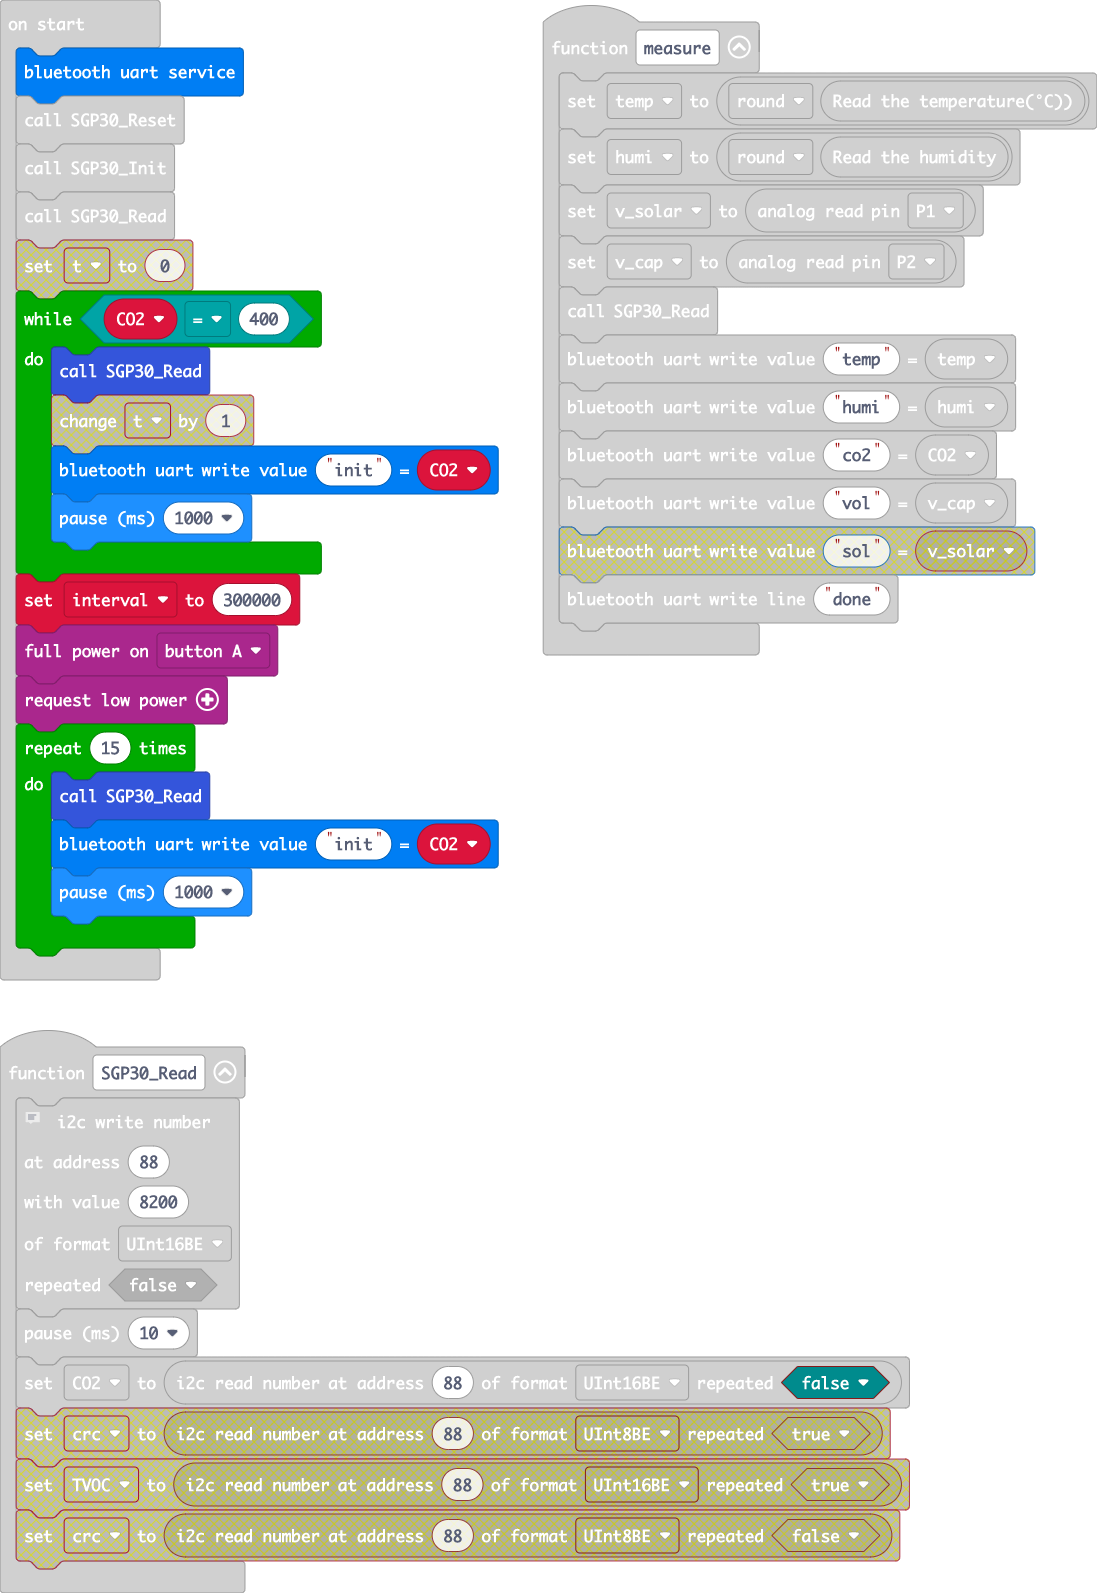 on start
bluetooth uart service
call SGP30_Reset
call SGP30_Init
call SGP30_Read
set t to 0
while CO2 = 400
do
call SGP30_Read
change t by 1
bluetooth uart write value "init" = CO2
pause (ms) 1000
set interval to 300000
full power on button A
request low power
repeat 15 times
do
call SGP30_Read
bluetooth uart write value "init" = CO2
pause (ms) 1000
function measure
set temp to round Read the temperature(°C))
set humi to round Read the humidity
set v_solar to analog read pin P1
set v_cap to analog read pin P2
call SGP30_Read
bluetooth uart write value "temp" = temp
bluetooth uart write value "humi" = humi
bluetooth uart write value "co2" = CO2
bluetooth uart write value "vol" = v_cap
bluetooth uart write value "sol" = v_solar
bluetooth uart write line "done"
function SGP30_Read
i2c write number
at address 88
with value 8200
of format UInt16BE
repeated false
pause (ms) 10
set CO2 to i2c read number at address 88 of format UInt16BE repeated false
set crc to i2c read number at address 88 of format UInt8BE repeated true
set TVOC to i2c read number at address 88 of format UInt16BE repeated true
set crc to i2c read number at address 88 of format UInt8BE repeated false